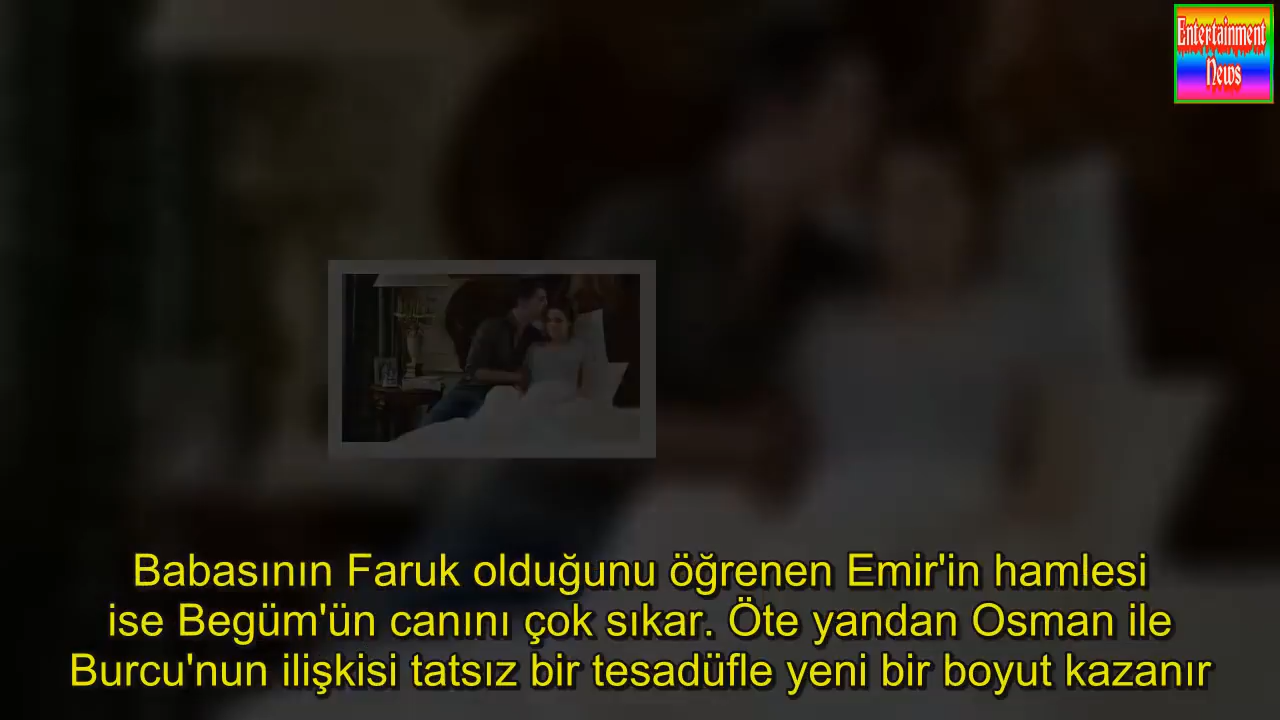 Entertainment
News
Babasının Faruk olduğunu öğrenen Emir'in hamlesi
ise Begüm'ün canını çok sıkar. Öte yandan Osman ile
Burcu'nun ilişkisi tatsız bir tesadüfle yeni bir boyut kazanır